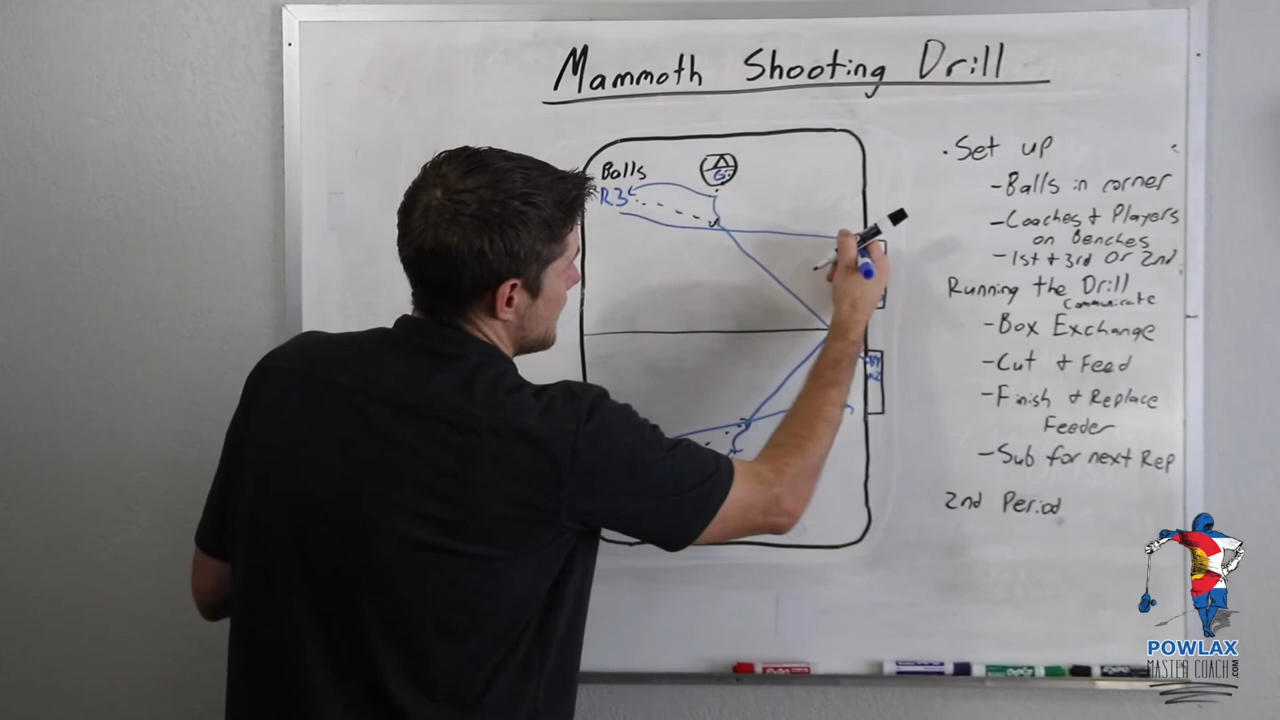 Mammoth Shooting Drill
Balls
R3
G
. Set up
- Balls in corner
- Coaches + Players
on Benches
- 1st + 3rd or 2nd
Running the Drill
Communicate
- Box Exchange
- Cut + Feed
- Finish + Replace
Feeder
- Sub for next Rep
2nd Period
POWLAX
MASTER COACH.COM